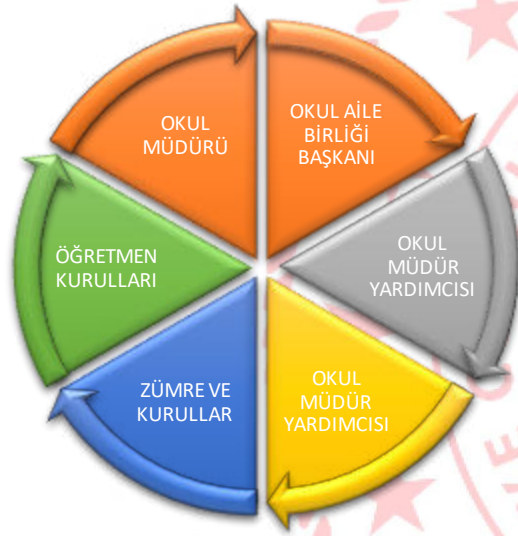 OKUL
MÜDÜRÜ
OKUL AİLE
BİRLİĞİ
BAŞKANI
OKUL
MÜDÜR
YARDIMCISI
OKUL
MÜDÜR
YARDIMCISI
ZÜMRE VE
KURULLAR
ÖĞRETMEN
KURULLARI